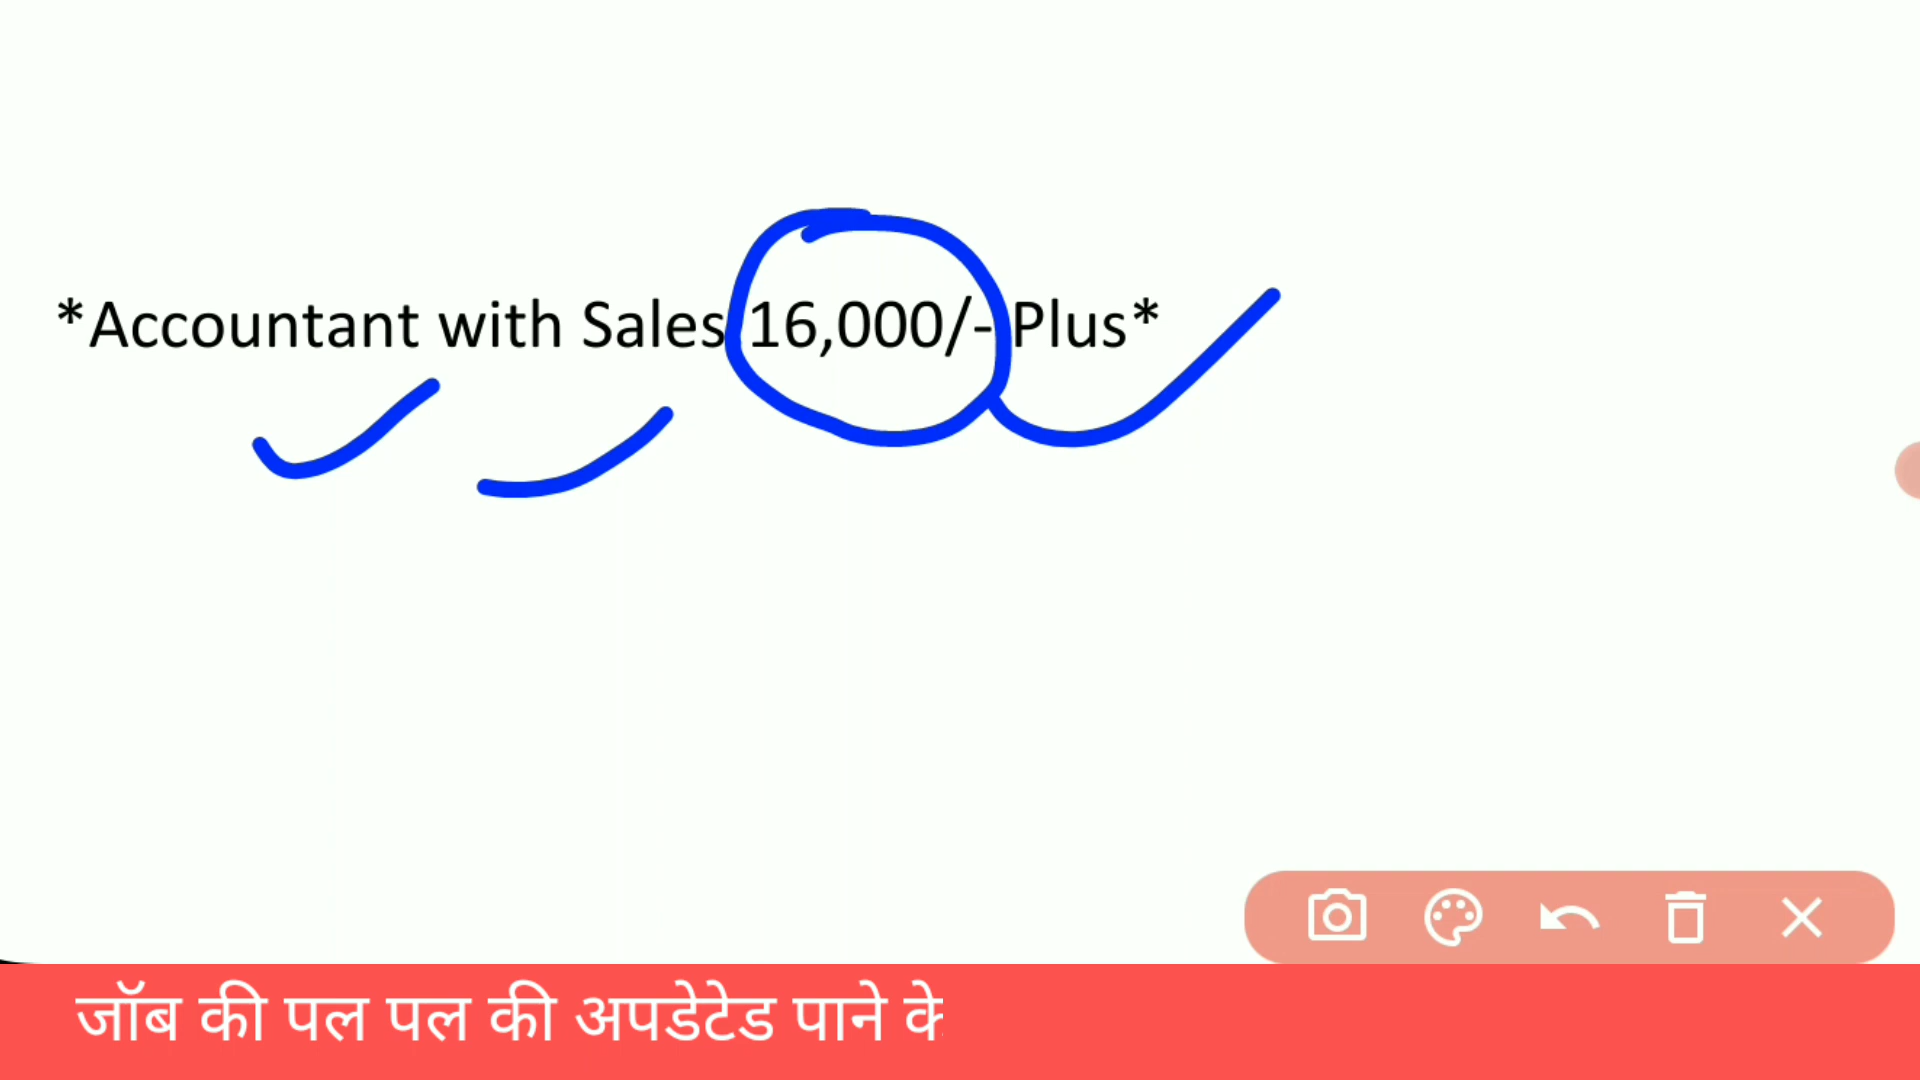 *Accountant with Sales 16,000/- Plus*
जॉब की पल पल की अपडेटेड पाने के